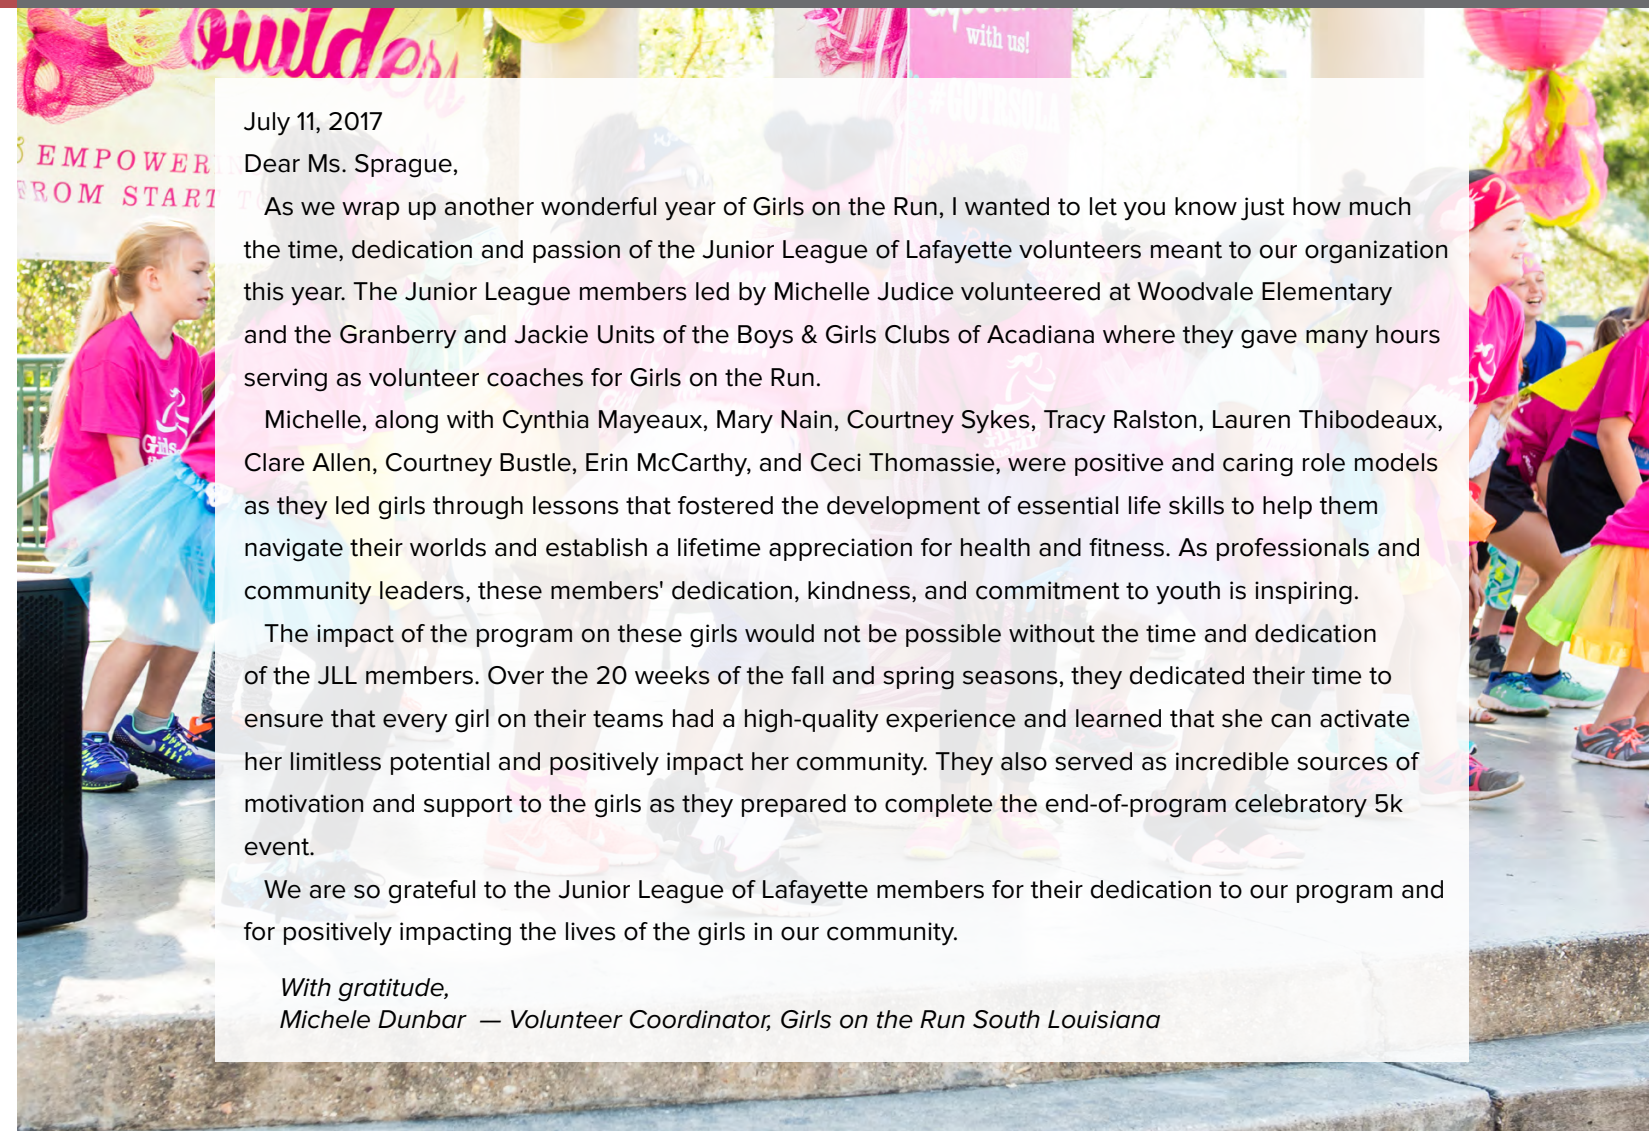 builders
with us!
#GOTRSOLA
EMPOWERIN
FROM START TO
July 11, 2017
Dear Ms. Sprague,
As we wrap up another wonderful year of Girls on the Run, I wanted to let you know just how much
the time, dedication and passion of the Junior League of Lafayette volunteers meant to our organization
this year. The Junior League members led by Michelle Judice volunteered at Woodvale Elementary
and the Granberry and Jackie Units of the Boys & Girls Clubs of Acadiana where they gave many hours
serving as volunteer coaches for Girls on the Run.
Michelle, along with Cynthia Mayeaux, Mary Nain, Courtney Sykes, Tracy Ralston, Lauren Thibodeaux,
Clare Allen, Courtney Bustle, Erin McCarthy, and Ceci Thomassie, were positive and caring role models
as they led girls through lessons that fostered the development of essential life skills to help them
navigate their worlds and establish a lifetime appreciation for health and fitness. As professionals and
community leaders, these members' dedication, kindness, and commitment to youth is inspiring.
The impact of the program on these girls would not be possible without the time and dedication
of the JLL members. Over the 20 weeks of the fall and spring seasons, they dedicated their time to
ensure that every girl on their teams had a high-quality experience and learned that she can activate
her limitless potential and positively impact her community. They also served as incredible sources of
motivation and support to the girls as they prepared to complete the end-of-program celebratory 5k
event.
We are so grateful to the Junior League of Lafayette members for their dedication to our program and
for positively impacting the lives of the girls in our community.
With gratitude,
Michele Dunbar — Volunteer Coordinator, Girls on the Run South Louisiana
Girls